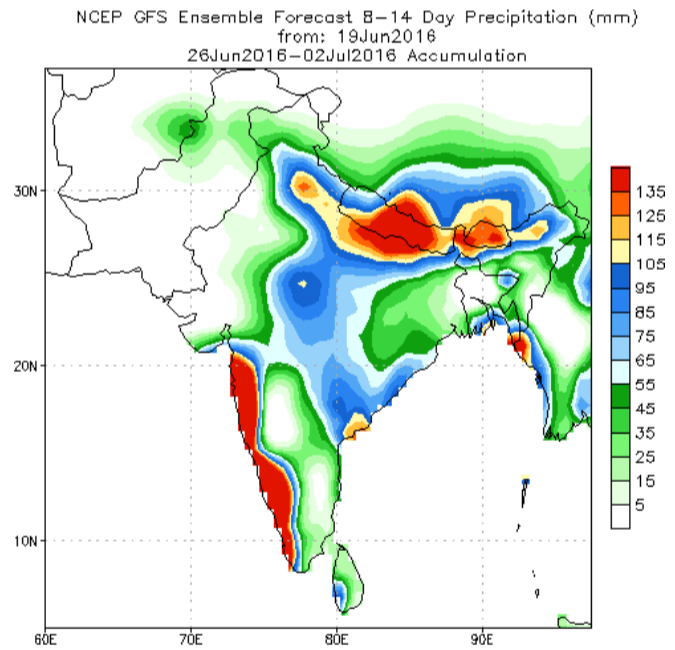 NCEP GFS Ensemble Forecast 8-14 Day Precipitation (mm)
from: 19Jun2016
26Jun2016-02Jul2016 Accumulation
30N
20N
10N
60E
70E
80E
90E
135
125
115
105
95
85
75
65
55
45
35
25
15
5